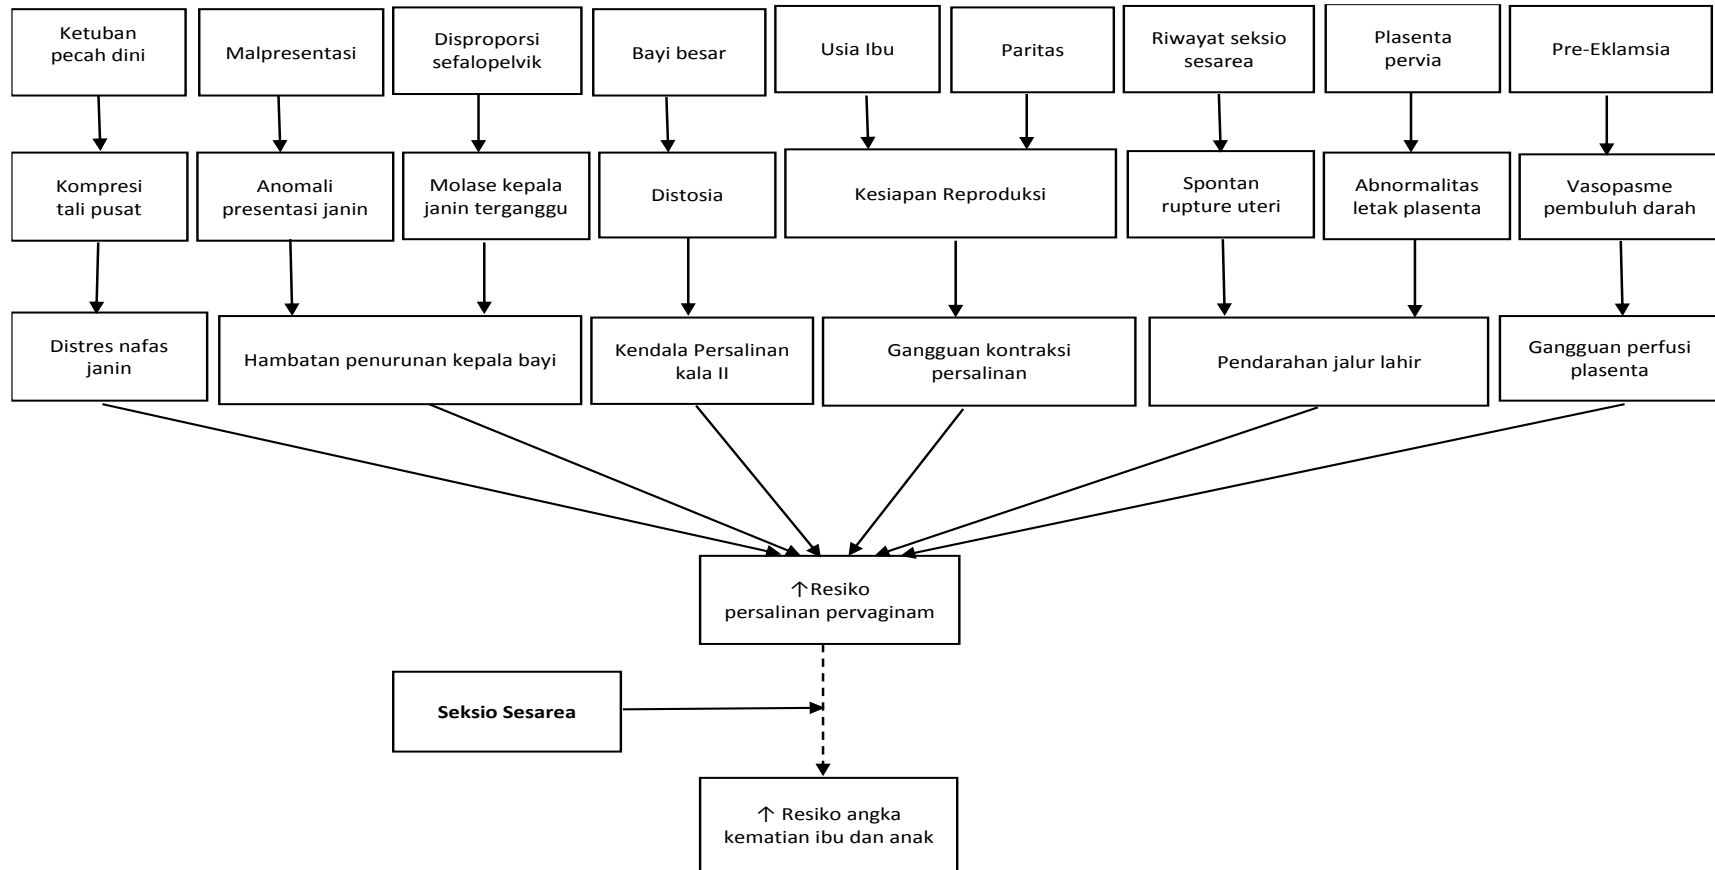 Ketuban
pecah dini
Malpresentasi
Disproporsi
sefalopelvik
Bayi besar
Usia Ibu
Paritas
Riwayat seksio
sesarea
Plasenta
pervia
Pre-Eklamsia
Kompresi
tali pusat
Anomali
presentasi janin
Molase kepala
janin terganggu
Distosia
Kesiapan Reproduksi
Spontan
rupture uteri
Abnormalitas
letak plasenta
Vasopasme
pembuluh darah
Distres nafas
janin
Hambatan penurunan kepala bayi
Kendala Persalinan
kala II
Gangguan kontraksi
persalinan
Pendarahan jalur lahir
Gangguan perfusi
plasenta
↑Resiko
persalinan pervaginam
Seksio Sesarea
↑ Resiko angka
kematian ibu dan anak